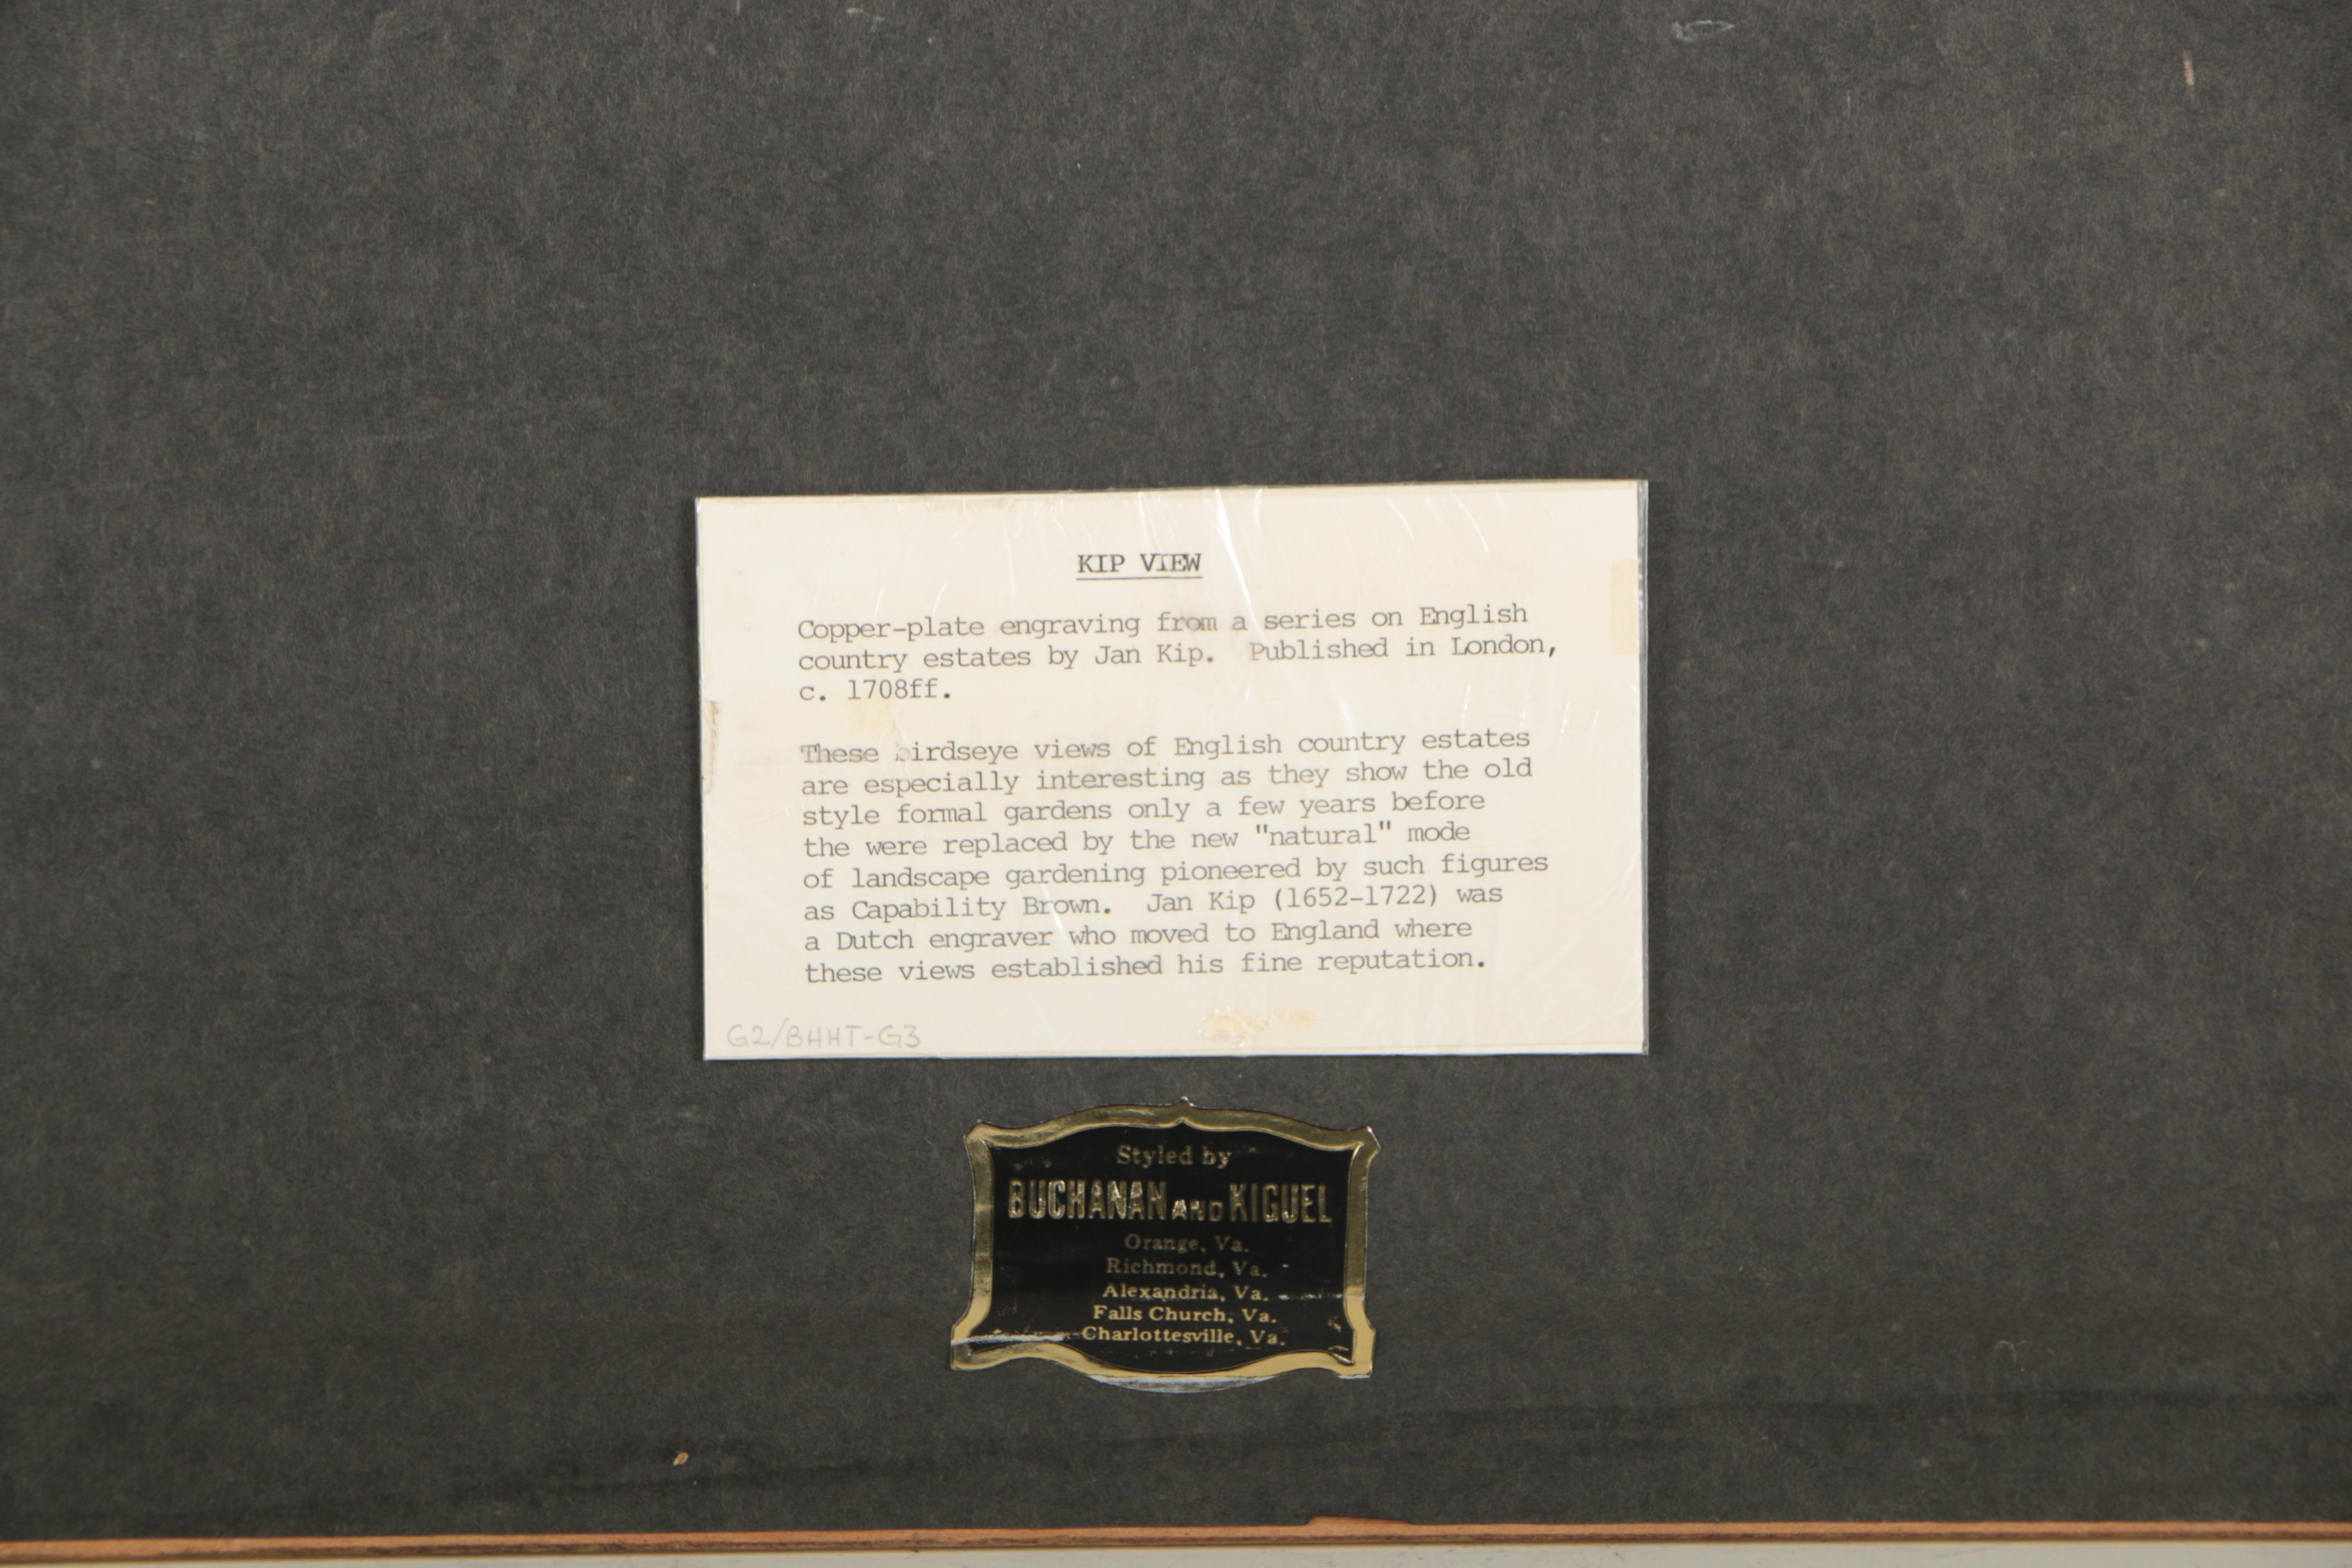 KIP VIEW
Copper-plate engraving from a series on English
country estates by Jan Kip. Published in London,
c. 1708ff.
These birdseye views of English country estates
are especially interesting as they show the old
style formal gardens only a few years before
the were replaced by the new "natural" mode
of landscape gardening pioneered by such figures
as Capability Brown. Jan Kip (1652-1722) was
a Dutch engraver who moved to England where
these views established his fine reputation.
G2/BHHT-G3
Styled by
BUCHANAN AND KIGUEL
Orange, Va.
Richmond, Va.
Alexandria, Va.
Falls Church, Va.
Charlottesville, Va.